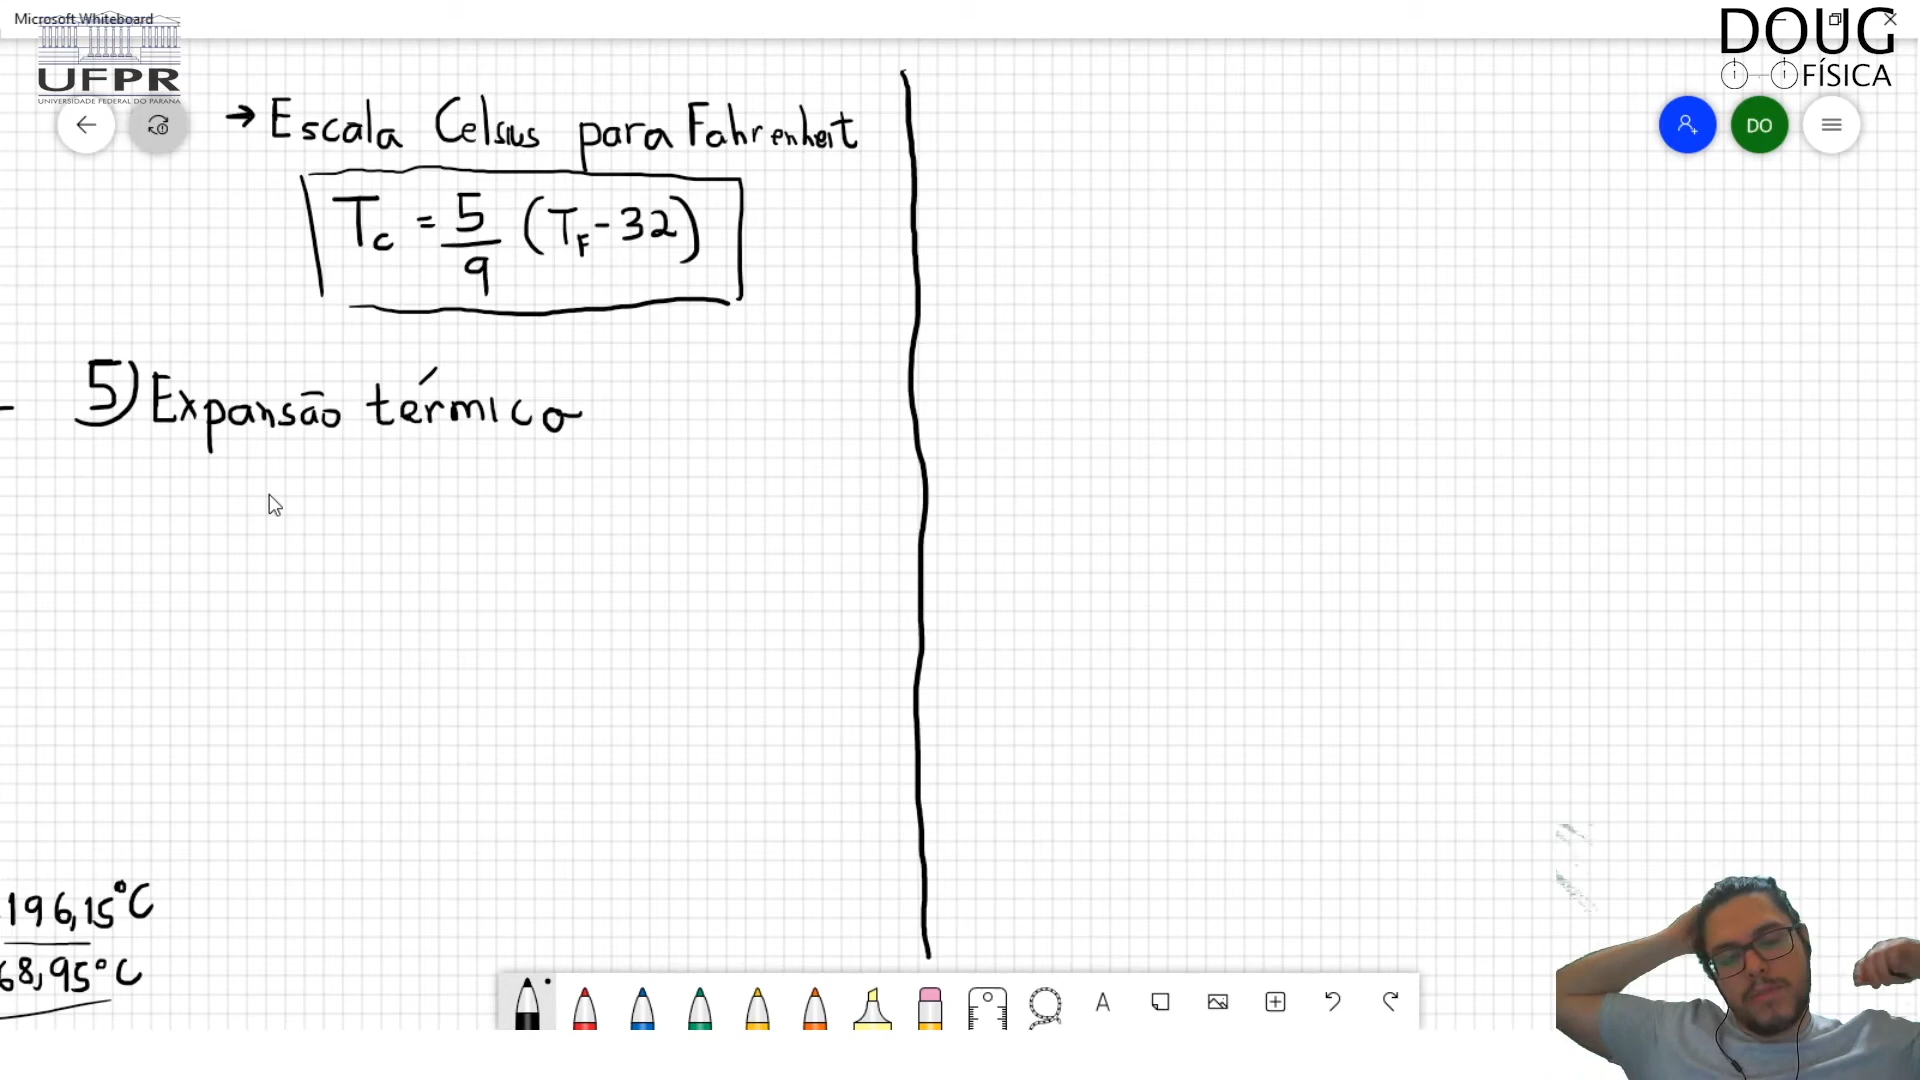 Microsoft Whiteboard
UFPR
UNIVERSIDADE FEDERAL DO PARANÁ
DOUG
FÍSICA
DO
→ Escala Celsius para Fahrenheit
Tc = 5/9 (TF - 32)
5) Expansão térmico
196,15°C
68,95°C
A